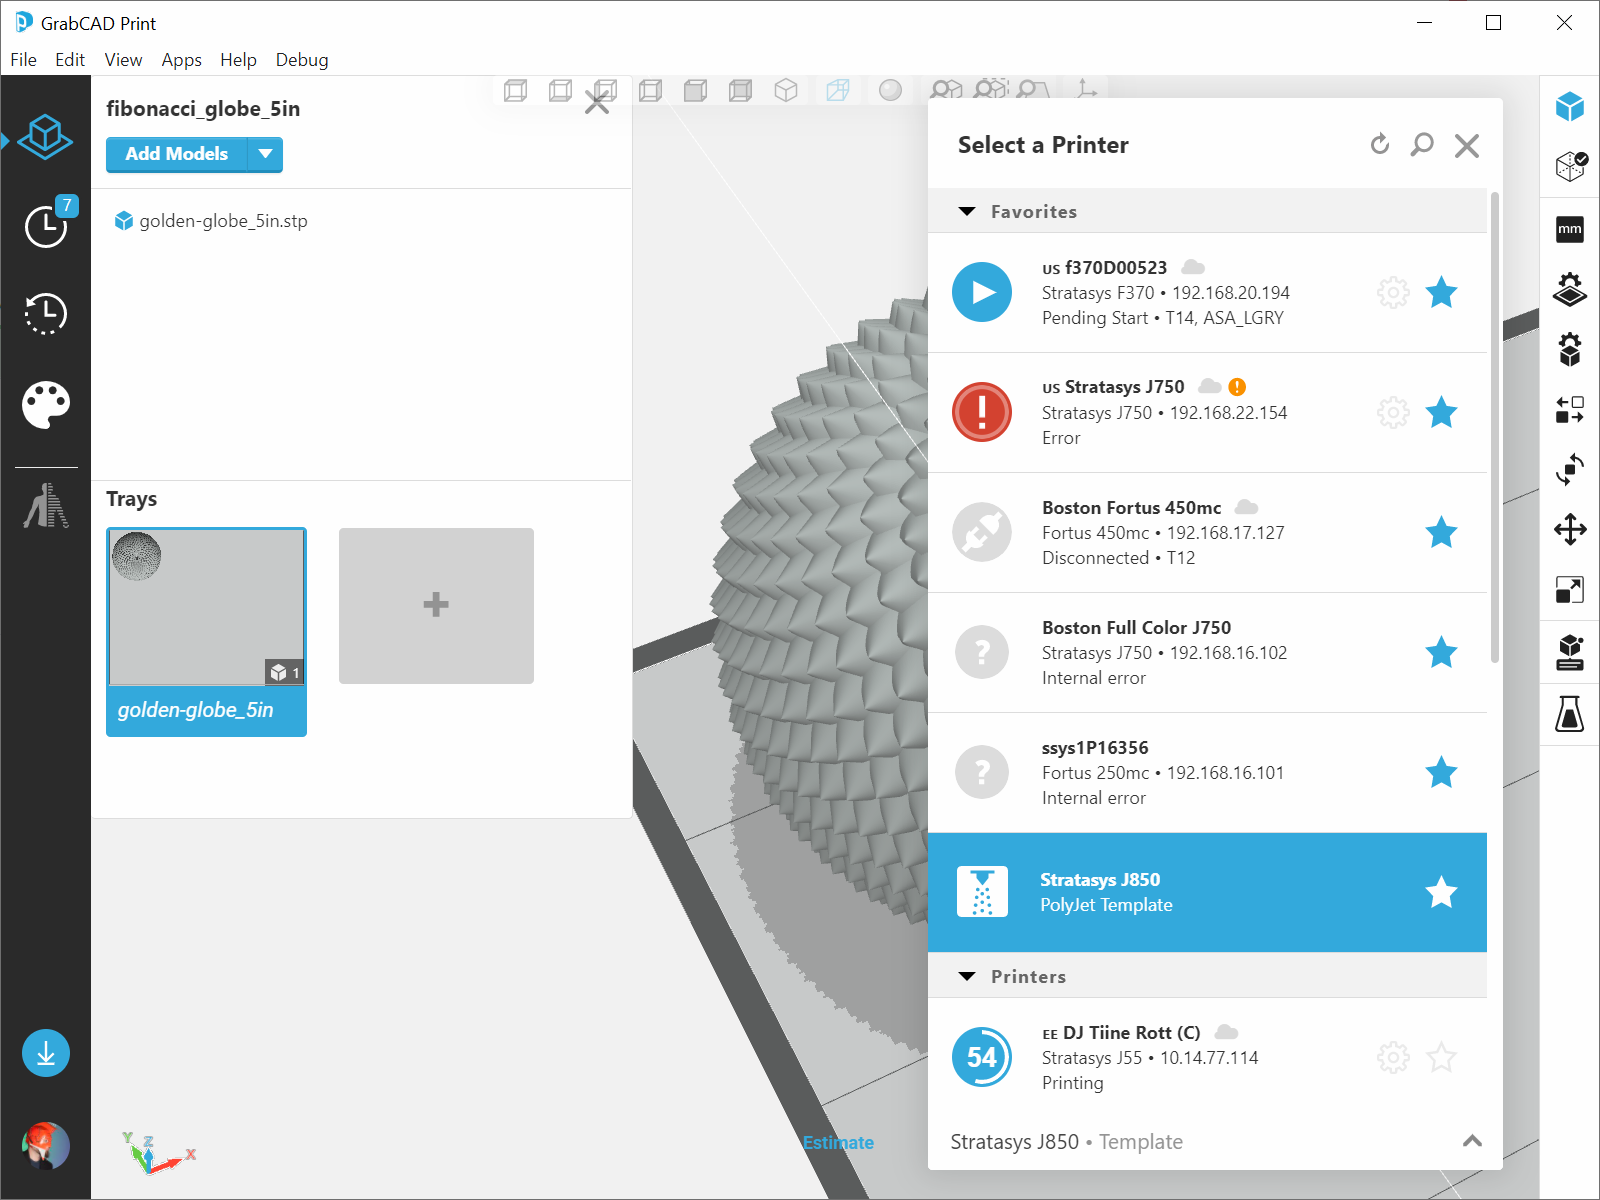 GrabCAD Print
File Edit View Apps Help Debug
fibonacci_globe_5in
Add Models
7
golden-globe_5in.stp
Trays
1
golden-globe_5in
Y
Z
X
Estimate
mm
Select a Printer
Favorites
US f370D00523
Stratasys F370 • 192.168.20.194
Pending Start • T14, ASA_LGRY
US Stratasys J750
Stratasys J750 • 192.168.22.154
Error
Boston Fortus 450mc
Fortus 450mc • 192.168.17.127
Disconnected • T12
Boston Full Color J750
Stratasys J750 • 192.168.16.102
Internal error
ssys1P16356
Fortus 250mc • 192.168.16.101
Internal error
Stratasys J850
PolyJet Template
Printers
54
EE DJ Tiine Rott (C)
Stratasys J55 • 10.14.77.114
Printing
Stratasys J850 • Template